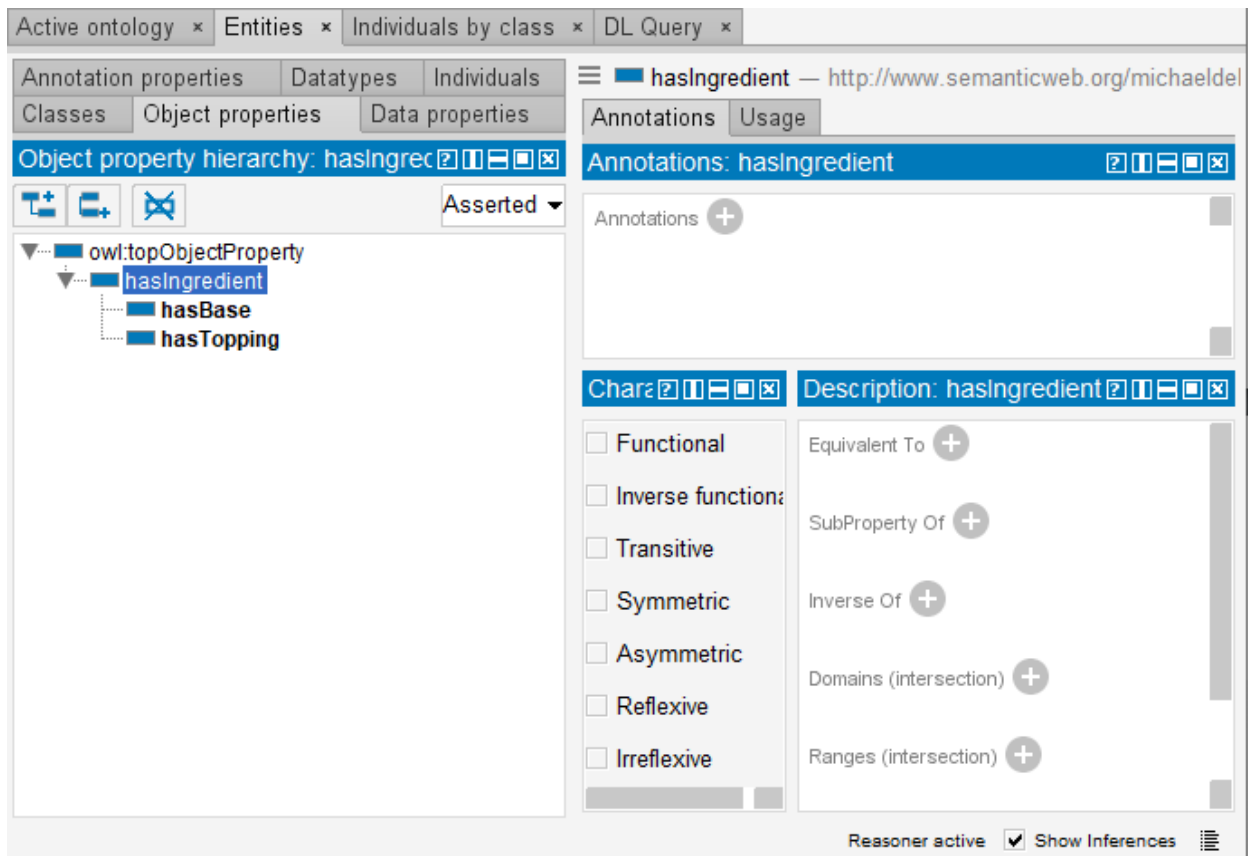 Active ontology × Entities × Individuals by class × DL Query ×
Annotation properties Datatypes Individuals
Classes Object properties Data properties
Object property hierarchy: hasIngrec
Asserted
owl:topObjectProperty
hasIngredient
hasBase
hasTopping
hasIngredient — http://www.semanticweb.org/michaeldel
Annotations Usage
Annotations: hasIngredient
Annotations
Chara
Functional
Inverse functiona
Transitive
Symmetric
Asymmetric
Reflexive
Irreflexive
Description: hasIngredient
Equivalent To
SubProperty Of
Inverse Of
Domains (intersection)
Ranges (intersection)
Reasoner active Show Inferences